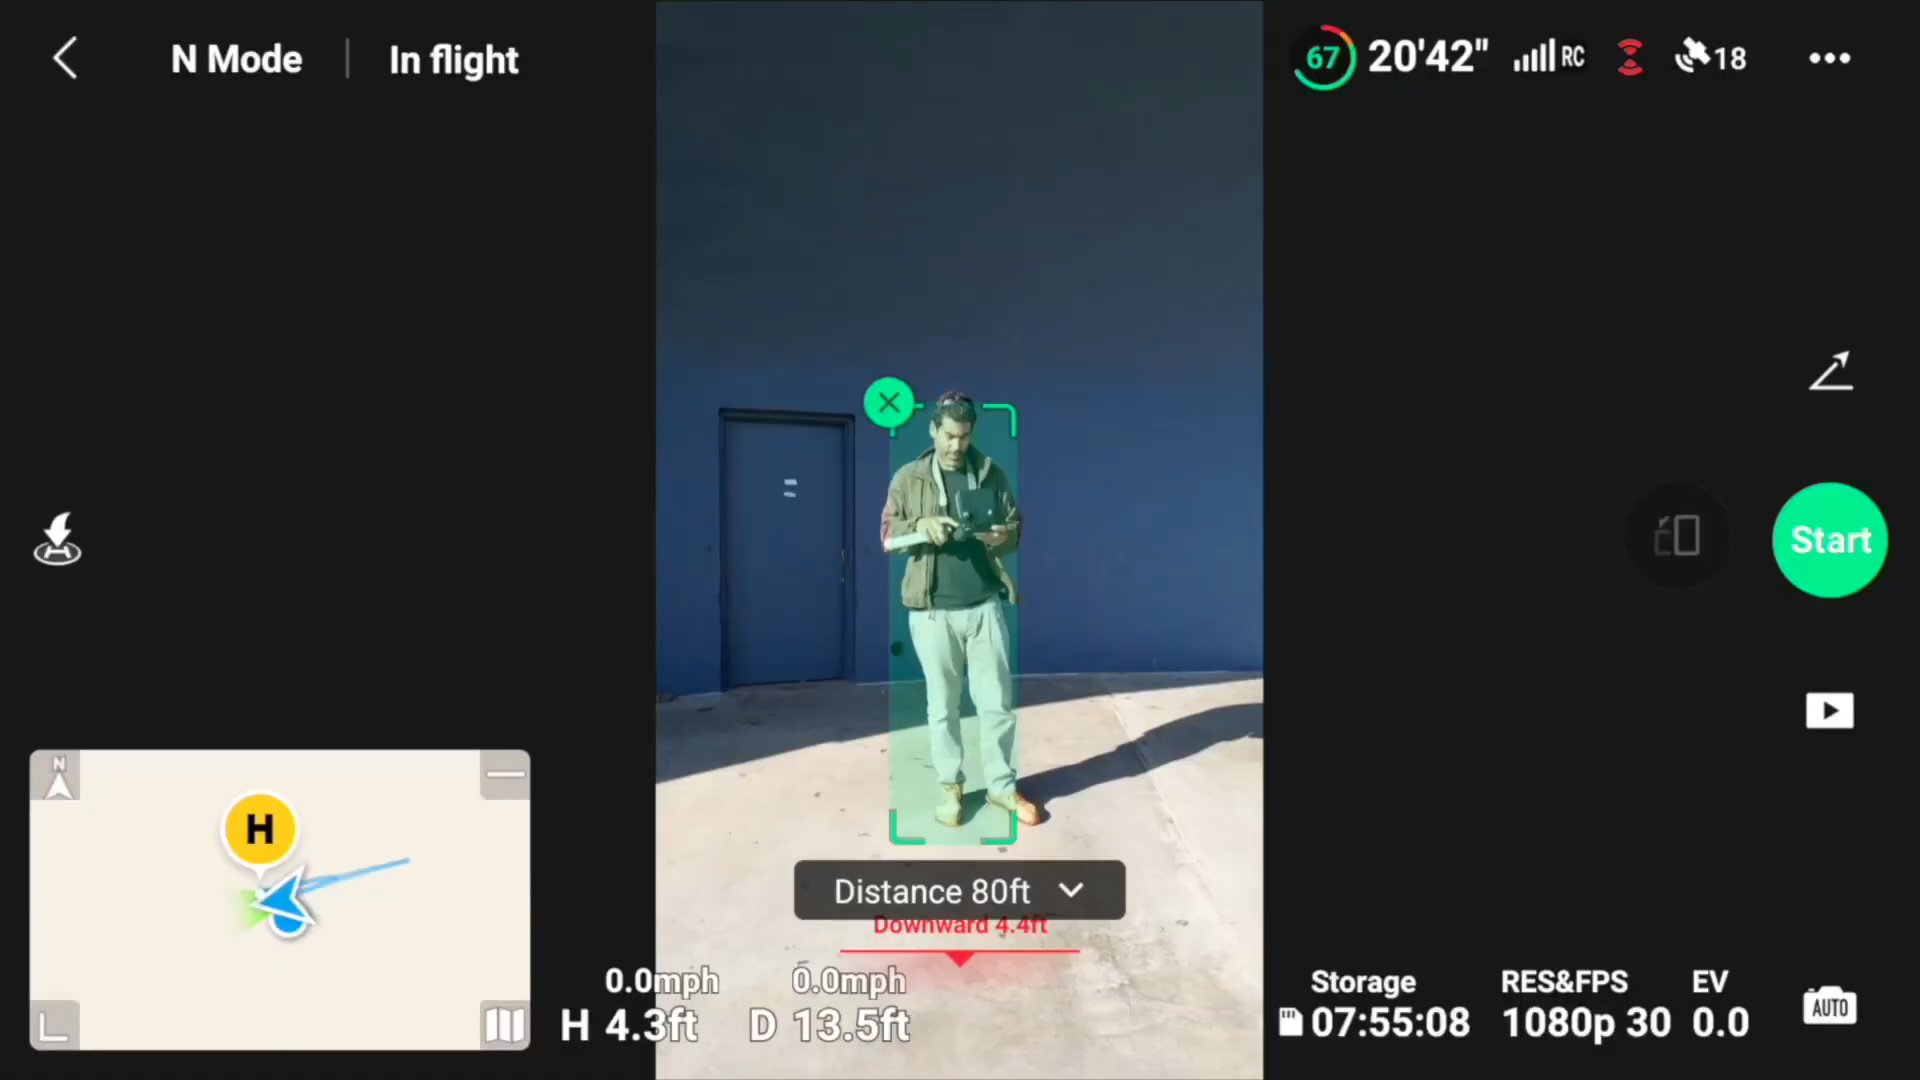 N Mode | In flight
67 20'42" RC 18
Start
Distance 80ft
Downward 4.4ft
N
H
0.0mph 0.0mph
H 4.3ft D 13.5ft
Storage RES&FPS EV
07:55:08 1080p 30 0.0
AUTO